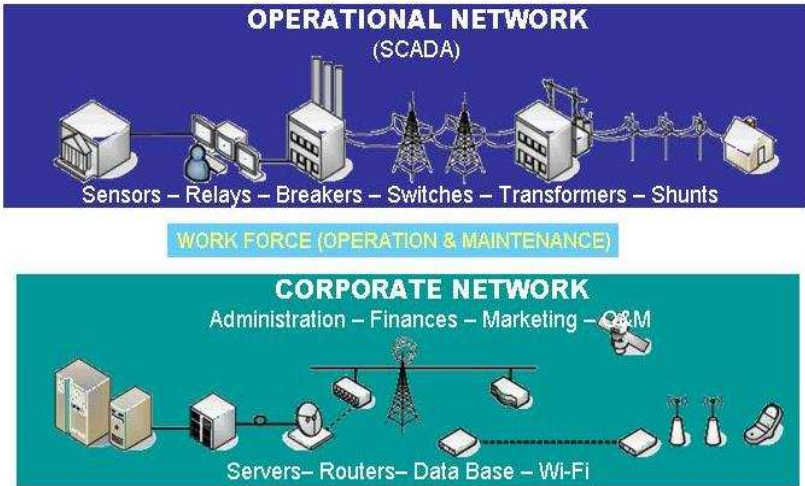 OPERATIONAL NETWORK
(SCADA)
Sensors – Relays – Breakers – Switches – Transformers – Shunts
WORK FORCE (OPERATION & MAINTENANCE)
CORPORATE NETWORK
Administration – Finances – Marketing – O&M
Servers– Routers– Data Base – Wi-Fi